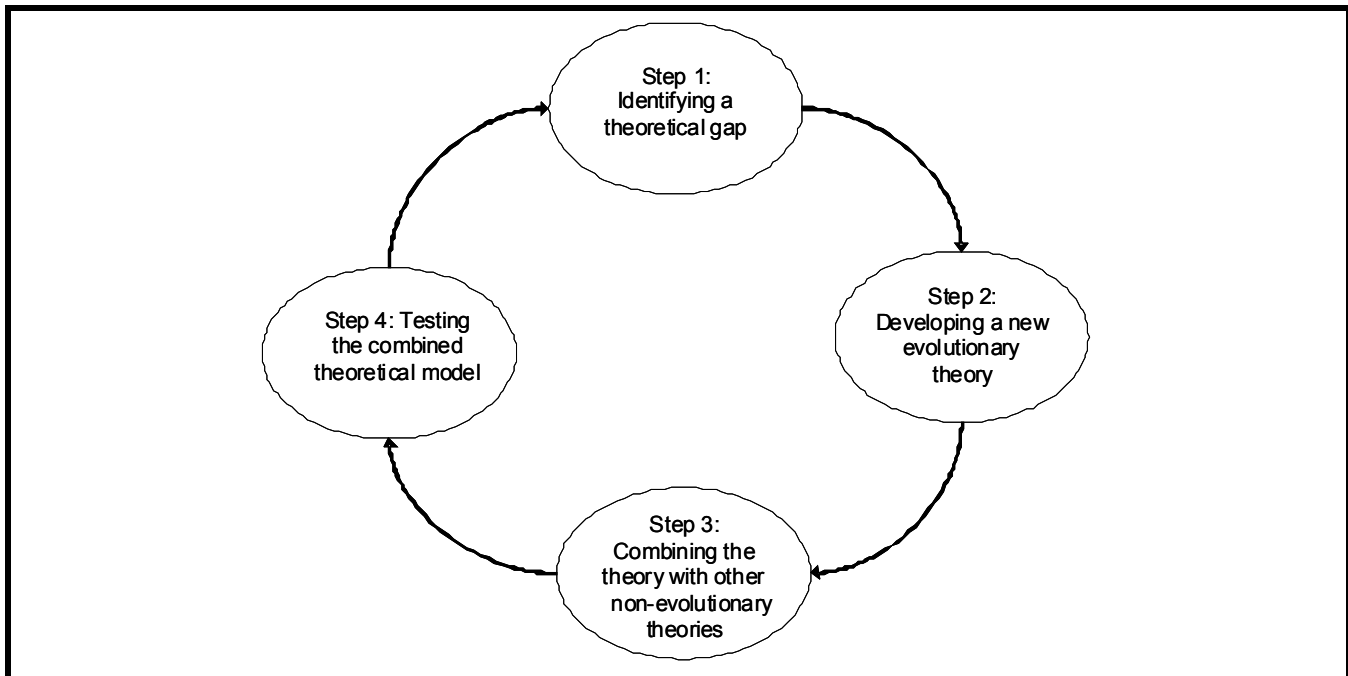 Step 1:
Identifying a
theoretical gap
Step 2:
Developing a new
evolutionary
theory
Step 3:
Combining the
theory with other
non-evolutionary
theories
Step 4: Testing
the combined
theoretical model